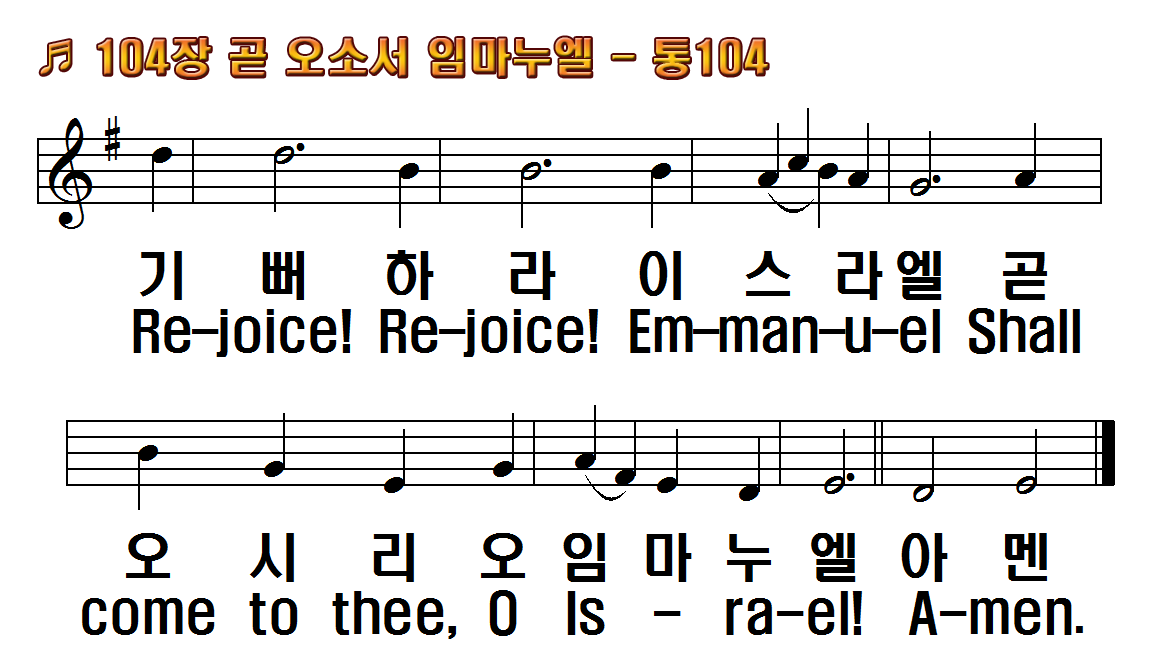 ♬ 104장 곧 오소서 임마누엘 - 통104
기 뻐 하 라 이 스 라 엘 곧
Re-joice! Re-joice! Em-man-u-el Shall
오 시 리 오 임 마 누 엘 아 멘
come to thee, O Is - ra-el! A-men.